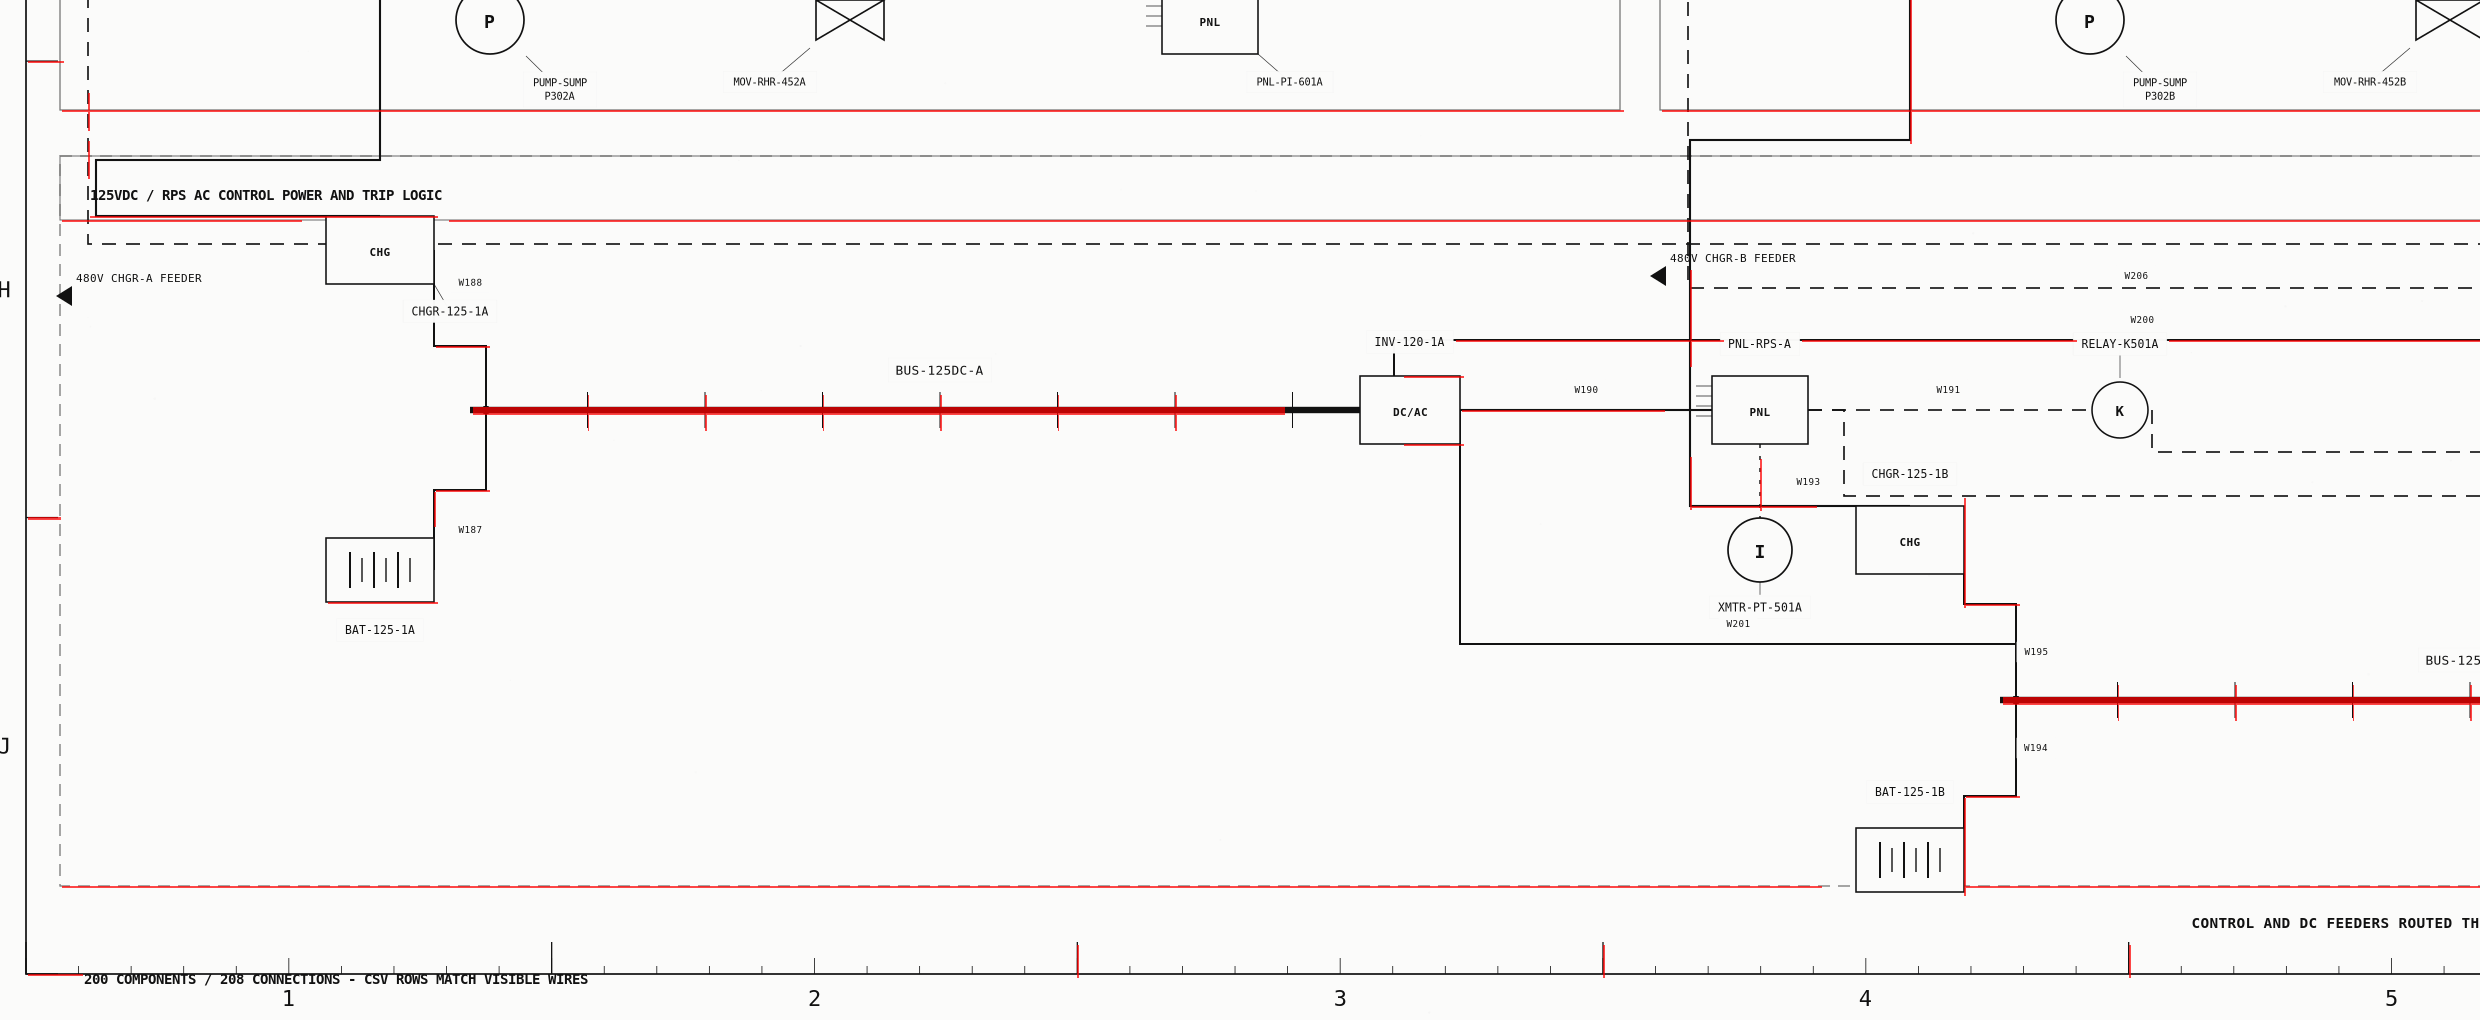 P
PUMP-SUMP
P302A
MOV-RHR-452A
PNL
PNL-PI-601A
P
PUMP-SUMP
P302B
MOV-RHR-452B
125VDC / RPS AC CONTROL POWER AND TRIP LOGIC
CHG
480V CHGR-A FEEDER
W188
CHGR-125-1A
H
480V CHGR-B FEEDER
W206
W200
INV-120-1A
PNL-RPS-A
RELAY-K501A
BUS-125DC-A
W190
W191
DC/AC
PNL
K
W193
CHGR-125-1B
W187
I
CHG
XMTR-PT-501A
W201
BAT-125-1A
W195
BUS-125
J
W194
BAT-125-1B
CONTROL AND DC FEEDERS ROUTED TH
200 COMPONENTS / 208 CONNECTIONS - CSV ROWS MATCH VISIBLE WIRES
1 2 3 4 5